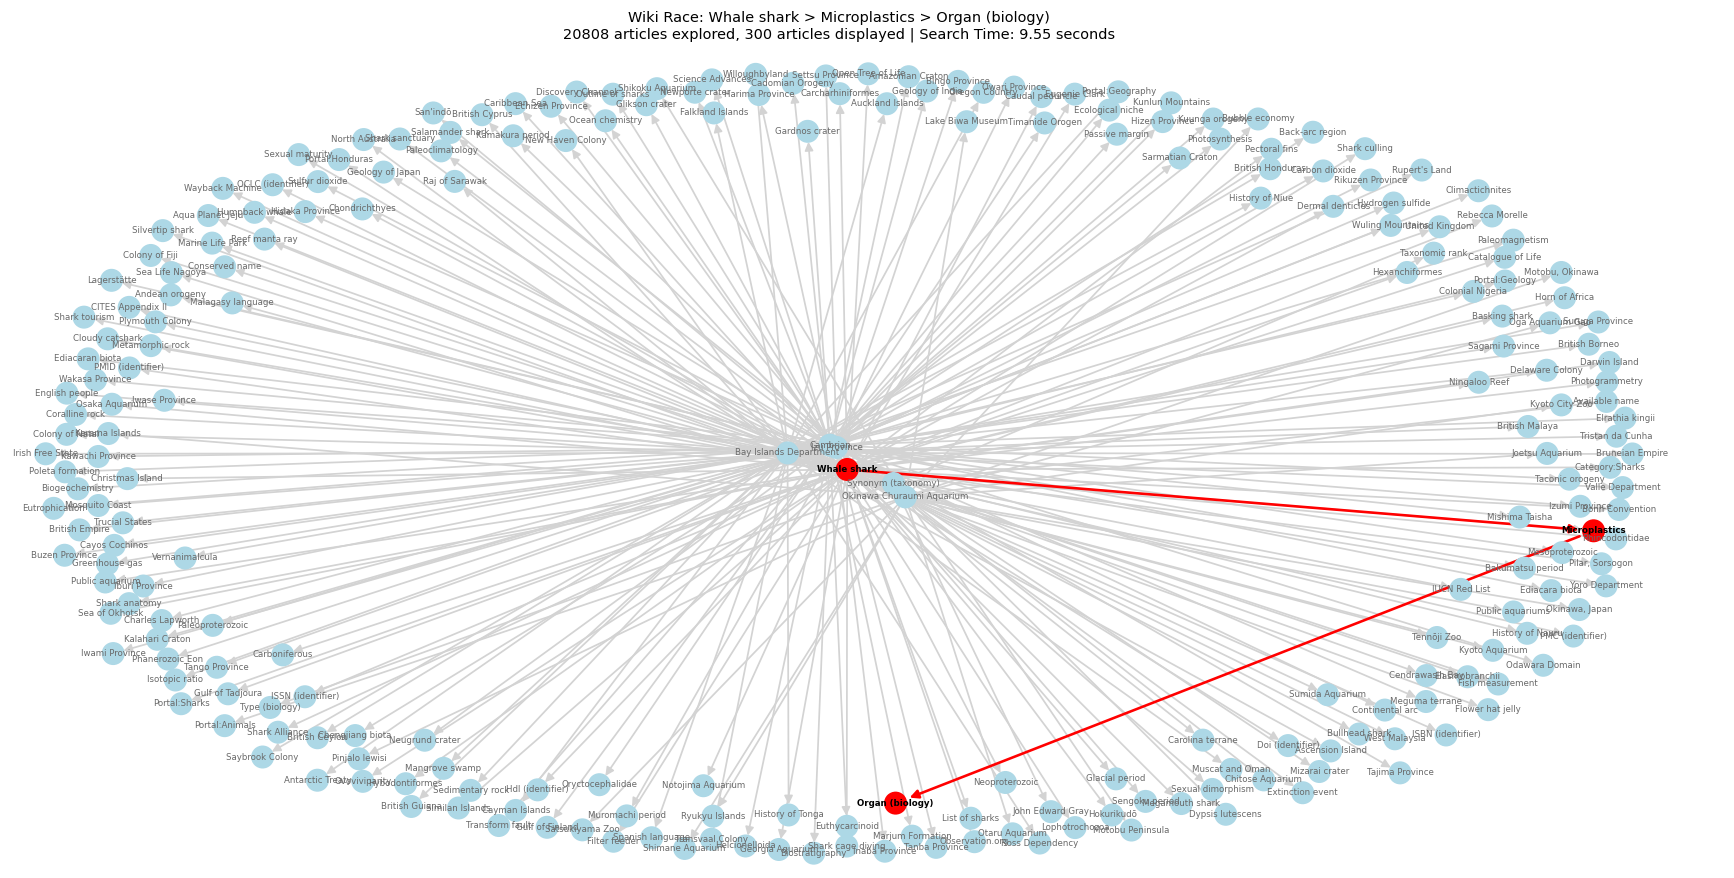 Wiki Race: Whale shark > Microplastics > Organ (biology)
20808 articles explored, 300 articles displayed | Search Time: 9.55 seconds
Willoughbyland
Settsu Province
Open Tree of Life
Amazonian Craton
Science Advances
Cadomian Orogeny
Bingo Province
Shikoku Aquarium
Owari Province
Discovery Channel
Outline of sharks
Newporte crater
Harima Province
Carcharhiniformes
Geology of India
Oregon Country
Caudal peduncle
Eugenie Clark
Portal:Geography
Caribbean Sea
Echizen Province
Glikson crater
Auckland Islands
Kunlun Mountains
San'indō
British Cyprus
Ocean chemistry
Falkland Islands
Ecological niche
Lake Biwa Museum
Timanide Orogen
Hizen Province
Kuunga orogeny
Bubble economy
Salamander shark
Kamakura period
New Haven Colony
Gardnos crater
Passive margin
Photosynthesis
Back-arc region
North Australia
Shark sanctuary
Paleoclimatology
Pectoral fins
Shark culling
Sexual maturity
Portal:Honduras
Sarmatian Craton
British Honduras
Carbon dioxide
Rupert's Land
Geology of Japan
Sulfur dioxide
Raj of Sarawak
Rikuzen Province
OCLC (identifier)
Wayback Machine
Climactichnites
History of Niue
Dermal denticles
Hydrogen sulfide
Chondrichthyes
Aqua Planet Jeju
Humpback whale
Hidaka Province
Rebecca Morelle
Silvertip shark
Wuling Mountains
United Kingdom
Marine Life Park
Reef manta ray
Paleomagnetism
Colony of Fiji
Taxonomic rank
Catalogue of Life
Conserved name
Sea Life Nagoya
Hexanchiformes
Motobu, Okinawa
Lagerstätte
Portal:Geology
Andean orogeny
Colonial Nigeria
Horn of Africa
Malagasy language
CITES Appendix II
Shark tourism
Plymouth Colony
Basking shark
Oga Aquarium Gao
Suruga Province
Cloudy catshark
Metamorphic rock
Sagami Province
British Borneo
Ediacaran biota
PMID (identifier)
Darwin Island
Delaware Colony
Wakasa Province
Ningaloo Reef
Photogrammetry
English people
Osaka Aquarium
Iwase Province
Kyoto City Zoo
Available name
Coralline rock
Elrathia kingii
British Malaya
Colony of Natal
Kerama Islands
Tristan da Cunha
Cambrian
Province
Bay Islands Department
Irish Free State
Kawachi Province
Joetsu Aquarium
Bruneian Empire
Whale shark
Category:Sharks
Poleta formation
Christmas Island
Taconic orogeny
Synonym (taxonomy)
Biogeochemistry
Valle Department
Okinawa Churaumi Aquarium
Eutrophication
Mosquito Coast
Izumi Province
Bonn Convention
Trucial States
Mishima Taisha
British Empire
Microplastics
Cayos Cochinos
Buzen Province
Vernanimalcula
Mesoproterozoic
Greenhouse gas
Bakumatsu period
Pilar, Sorsogon
Public aquarium
Iburi Province
IUCN Red List
Ediacara biota
Yoro Department
Shark anatomy
Sea of Okhotsk
Public aquariums
Okinawa, Japan
Charles Lapworth
Paleoproterozoic
History of Nauru
PMC (identifier)
Kalahari Craton
Tennōji Zoo
Iwami Province
Phanerozoic Eon
Carboniferous
Kyoto Aquarium
Tango Province
Odawara Domain
Isotopic ratio
Cendrawasih Bay
Elasmobranchii
Fish measurement
Gulf of Tadjoura
ISSN (identifier)
Sumida Aquarium
Portal:Sharks
Type (biology)
Meguma terrane
Continental arc
Flower hat jelly
Portal:Animals
Shark Alliance
British Ceylon
Chengjiang biota
Neugrund crater
Carolina terrane
Bullhead shark
ISBN (identifier)
West Malaysia
Doi (identifier)
Ascension Island
Saybrook Colony
Pinjalo lewisi
Mangrove swamp
Muscat and Oman
Mizarai crater
Tajima Province
Antarctic Treaty
Ovoviviparity
Hybodontiformes
Oryctocephalidae
Notojima Aquarium
Neoproterozoic
Glacial period
Chitose Aquarium
Sedimentary rock
Hdl (identifier)
Sexual dimorphism
Extinction event
British Guiana
Similan Islands
Cayman Islands
Organ (biology)
Sengoku period
Megamouth shark
Muromachi period
Ryukyu Islands
History of Tonga
John Edward Gray
Hokurikudō
Dypsis lutescens
Transform fault
Gulf of Finland
Satsukiyama Zoo
Euthycarcinoid
List of sharks
Lophotrochozoa
Motobu Peninsula
Filter feeder
Spanish language
Transvaal Colony
Marjum Formation
Otaru Aquarium
Shimane Aquarium
Helcionelloida
Georgia Aquarium
Shark cage diving
Observation.org
Ross Dependency
Biostratigraphy
Inaba Province
Tanba Province